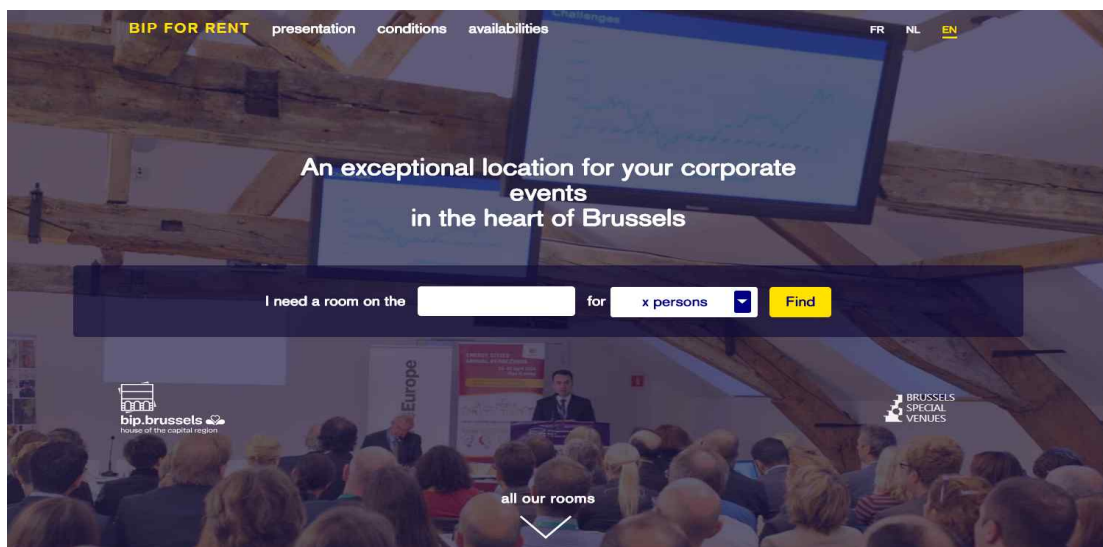 Challenges
BIP FOR RENT presentation conditions availabilities FR NL EN
An exceptional location for your corporate
events
in the heart of Brussels
I need a room on the for x persons Find
Europe
bip.brussels
house of the capital region
BRUSSELS
SPECIAL
VENUES
all our rooms